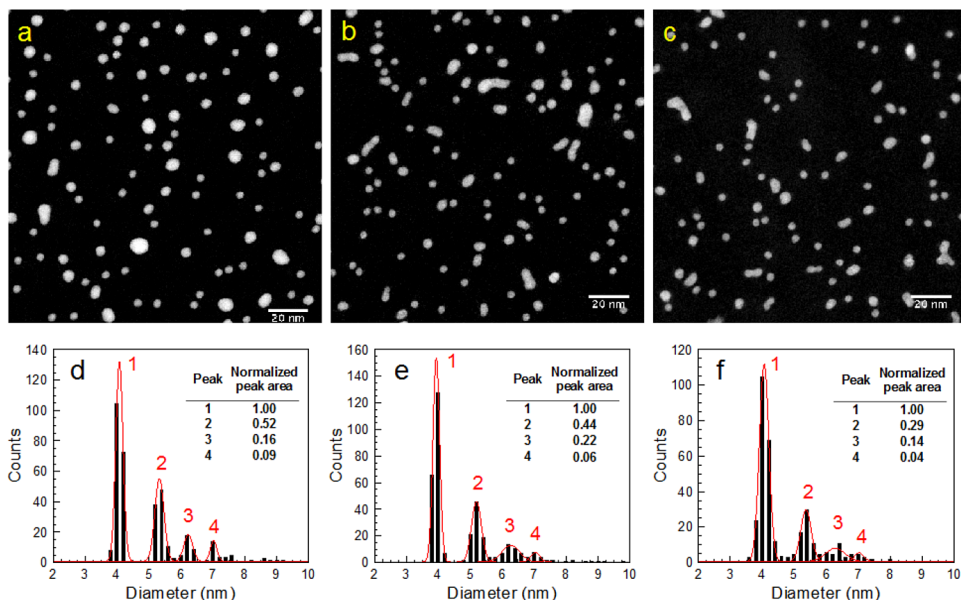 a
b
c
20 nm
20 nm
20 nm
d
Peak Normalized peak area
1 1.00
2 0.52
3 0.16
4 0.09
1
2
3
4
140
120
100
80
60
40
20
0
2 3 4 5 6 7 8 9 10
Counts
Diameter (nm)
e
Peak Normalized peak area
1 1.00
2 0.44
3 0.22
4 0.06
1
2
3
4
160
140
120
100
80
60
40
20
0
2 3 4 5 6 7 8 9 10
Counts
Diameter (nm)
f
Peak Normalized peak area
1 1.00
2 0.29
3 0.14
4 0.04
1
2
3
4
120
100
80
60
40
20
0
2 3 4 5 6 7 8 9 10
Counts
Diameter (nm)